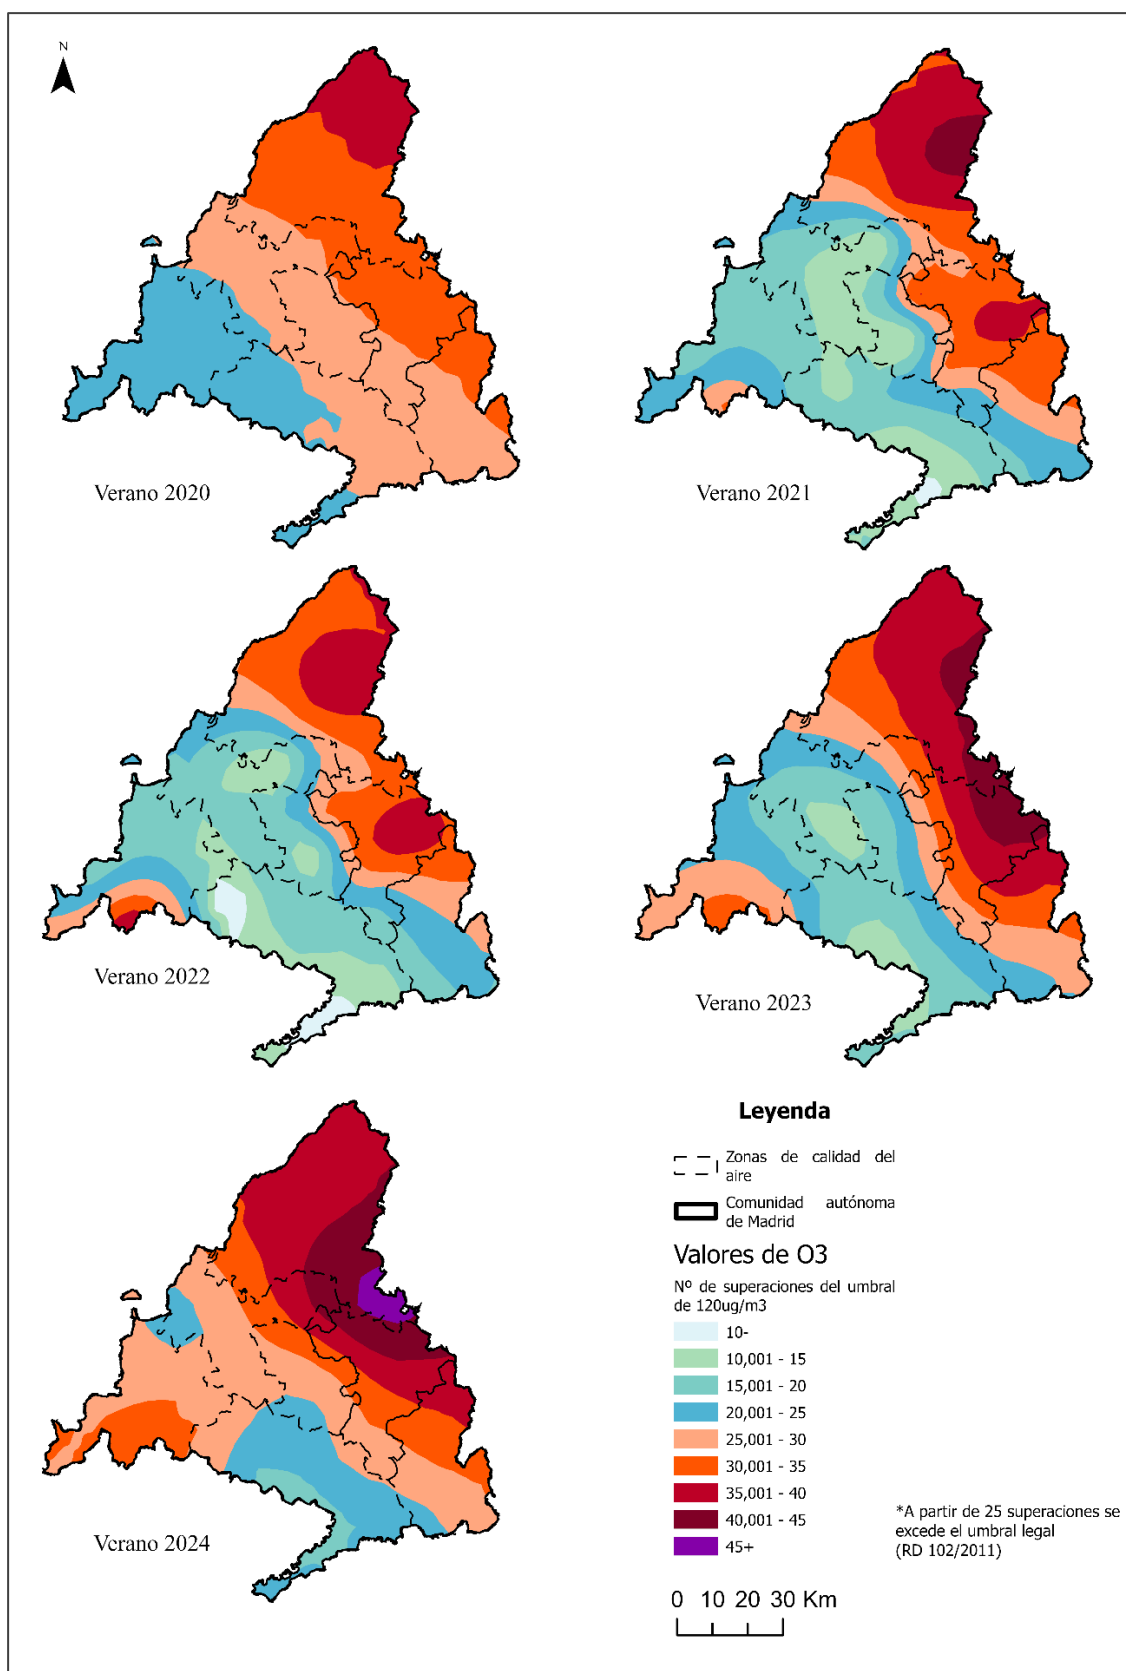 N
Verano 2020
Verano 2021
Verano 2022
Verano 2023
Verano 2024
Leyenda
Zonas de calidad del
aire
Comunidad autónoma
de Madrid
Valores de O3
Nº de superaciones del umbral
de 120ug/m3
10-
10,001 - 15
15,001 - 20
20,001 - 25
25,001 - 30
30,001 - 35
35,001 - 40
40,001 - 45
45+
*A partir de 25 superaciones se
excede el umbral legal
(RD 102/2011)
0 10 20 30 Km